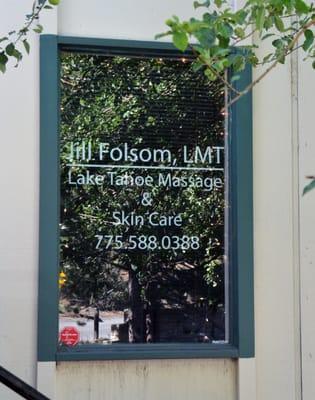 Jill Folsom, LMT
Lake Tahoe Massage
&
Skin Care
775.588.0388